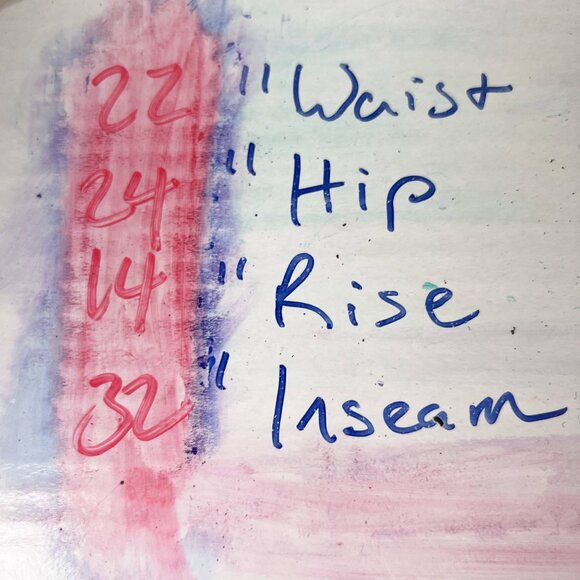 22" Waist
24" Hip
14" Rise
32" Inseam